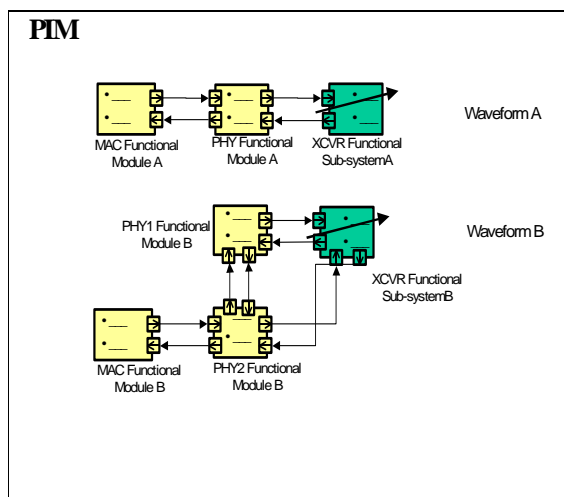 PIM
Waveform A
MAC Functional
Module A
PHY Functional
Module A
XCVR Functional
Sub-systemA
PHY1 Functional
Module B
Waveform B
XCVR Functional
Sub-systemB
MAC Functional
Module B
PHY2 Functional
Module B